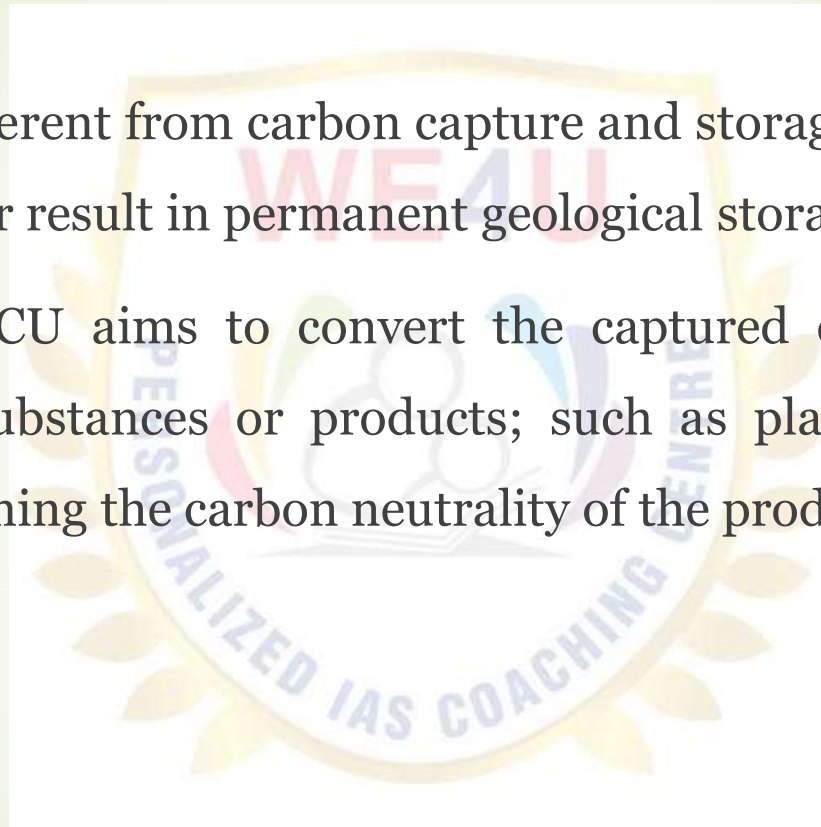 erent from carbon capture and storag
r result in permanent geological stora
CU aims to convert the captured
ubstances or products; such as pla
ning the carbon neutrality of the prod
WE4U
PERSONALIZED IAS COACHING CENTRE